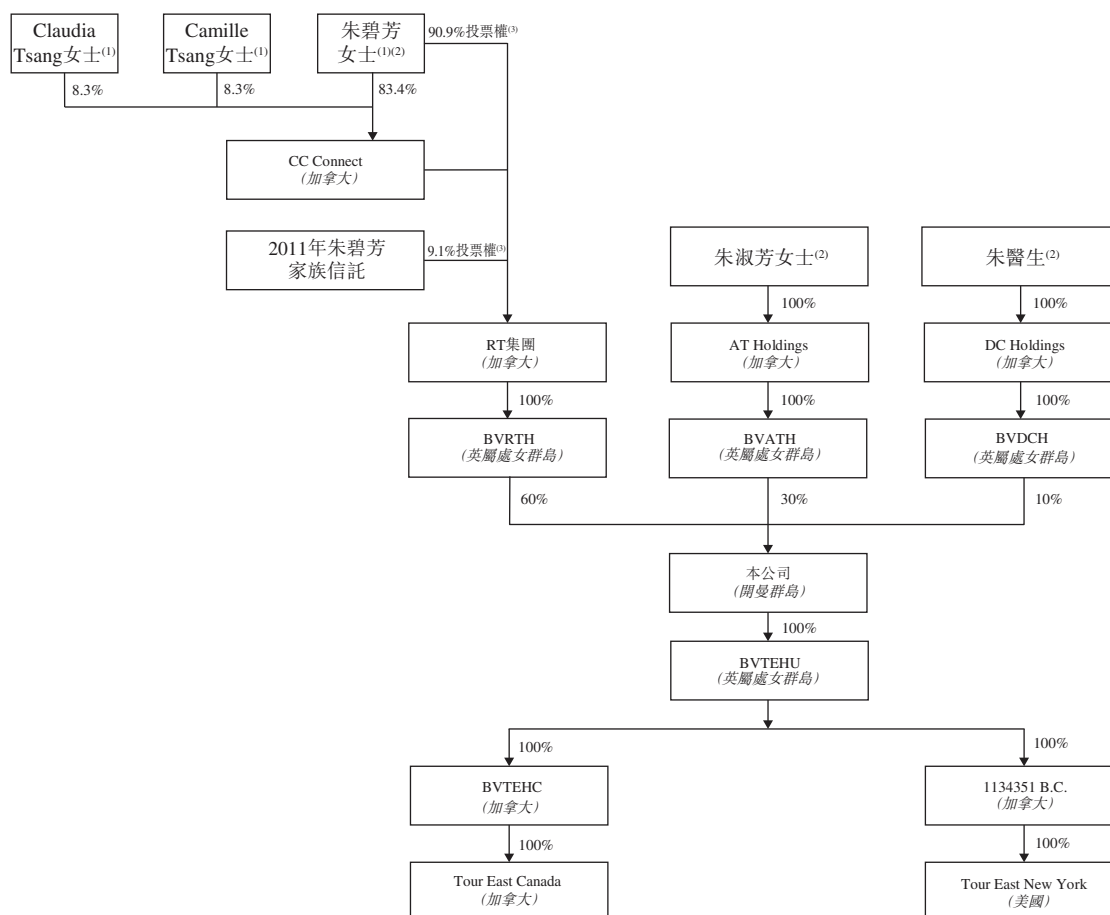 Claudia
Tsang女士(1)
Camille
Tsang女士(1)
朱碧芳
女士(1)(2)
90.9%投票權(3)
8.3%
8.3%
83.4%
CC Connect
(加拿大)
2011年朱碧芳
家族信託
9.1%投票權(3)
朱淑芳女士(2)
朱醫生(2)
100%
100%
RT集團
(加拿大)
AT Holdings
(加拿大)
DC Holdings
(加拿大)
100%
100%
100%
BVRTH
(英屬處女群島)
BVATH
(英屬處女群島)
BVDCH
(英屬處女群島)
60%
30%
10%
本公司
(開曼群島)
100%
BVTEHU
(英屬處女群島)
100%
100%
BVTEHC
(加拿大)
1134351 B.C.
(加拿大)
100%
100%
Tour East Canada
(加拿大)
Tour East New York
(美國)